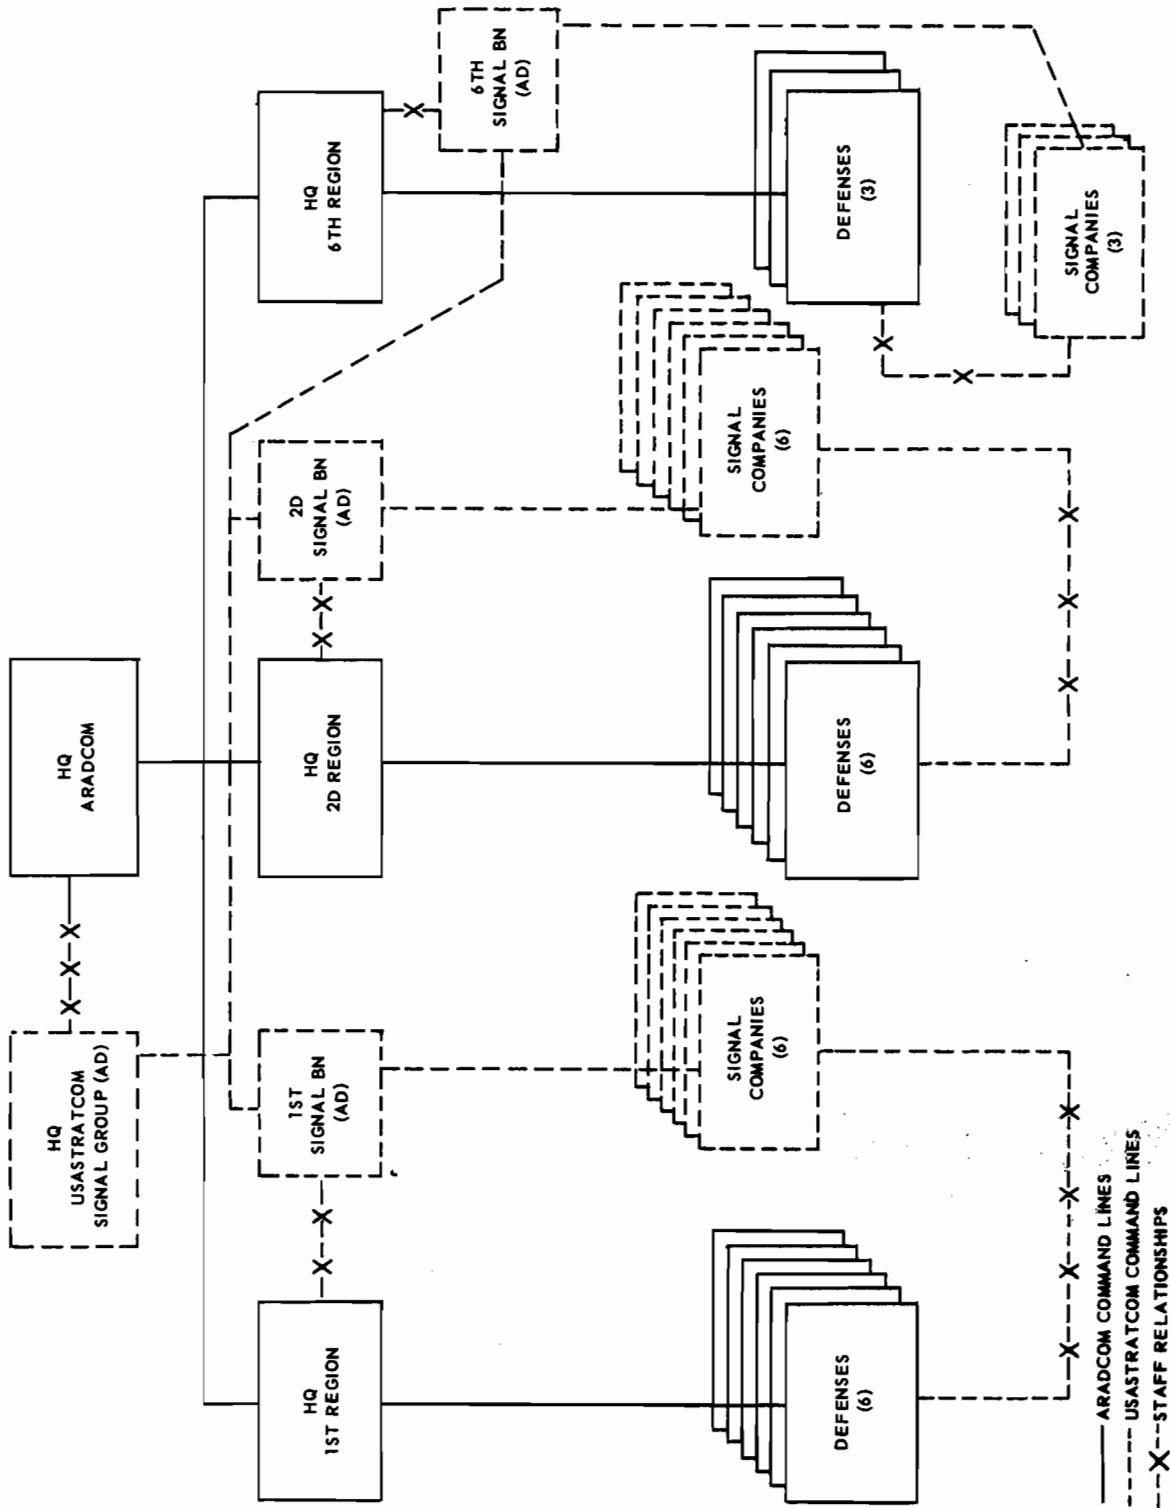 HQ
USASTRATCOM
SIGNAL GROUP (AD)
HQ
ARADCOM
HQ
1ST REGION
1ST
SIGNAL BN
(AD)
HQ
2D REGION
2D
SIGNAL BN
(AD)
HQ
6TH REGION
6TH
SIGNAL BN
(AD)
DEFENSES
(6)
SIGNAL
COMPANIES
(6)
DEFENSES
(6)
SIGNAL
COMPANIES
(6)
DEFENSES
(3)
SIGNAL
COMPANIES
(3)
ARADCOM COMMAND LINES
USASTRATCOM COMMAND LINES
STAFF RELATIONSHIPS